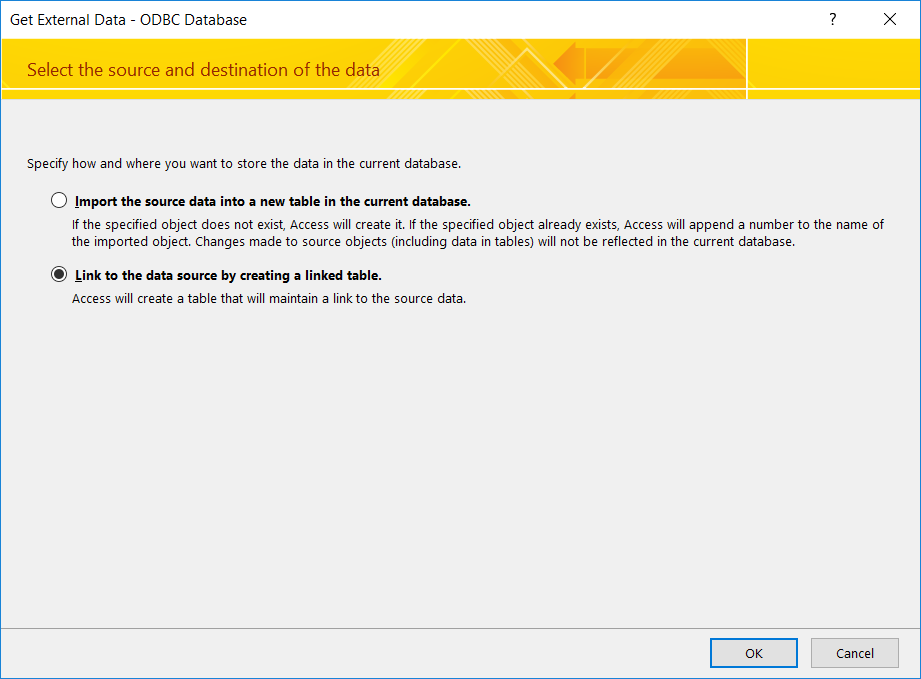 Get External Data - ODBC Database
?
Select the source and destination of the data
Specify how and where you want to store the data in the current database.
Import the source data into a new table in the current database.
If the specified object does not exist, Access will create it. If the specified object already exists, Access will append a number to the name of
the imported object. Changes made to source objects (including data in tables) will not be reflected in the current database.
Link to the data source by creating a linked table.
Access will create a table that will maintain a link to the source data.
OK
Cancel